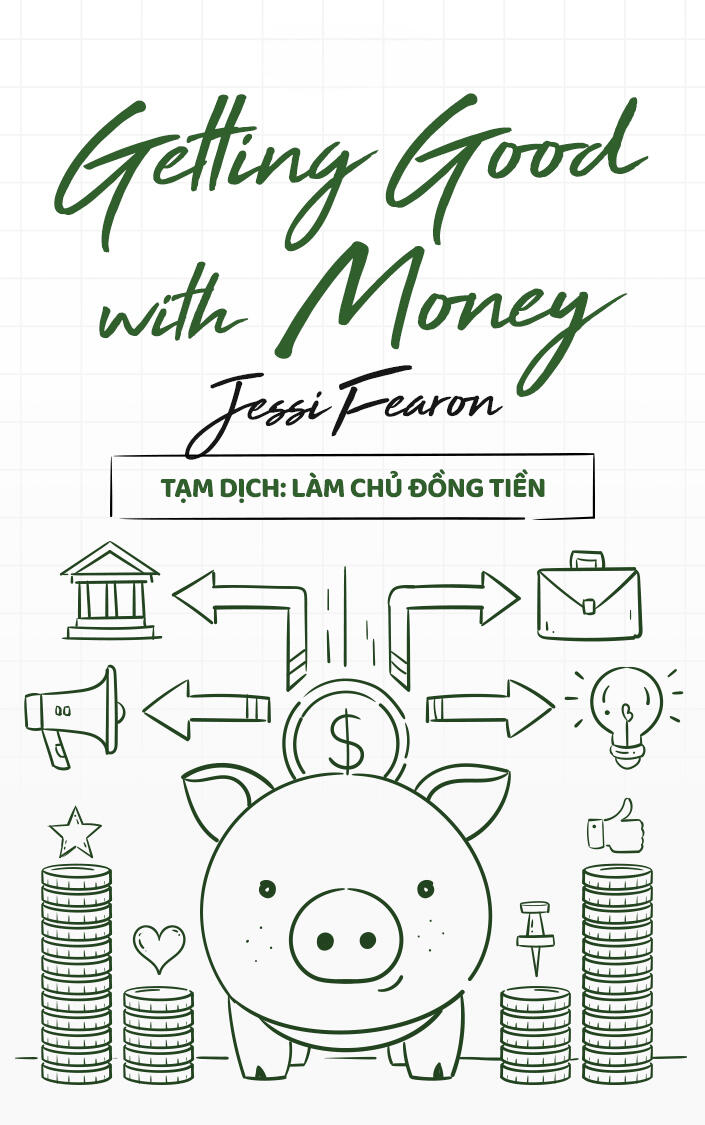 Getting Good
with Money
Jessi Fearon
TẠM DỊCH: LÀM CHỦ ĐỒNG TIỀN
$